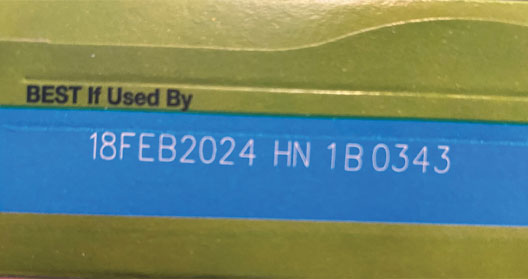 BEST If Used By
18FEB2024 HN 1B 0343